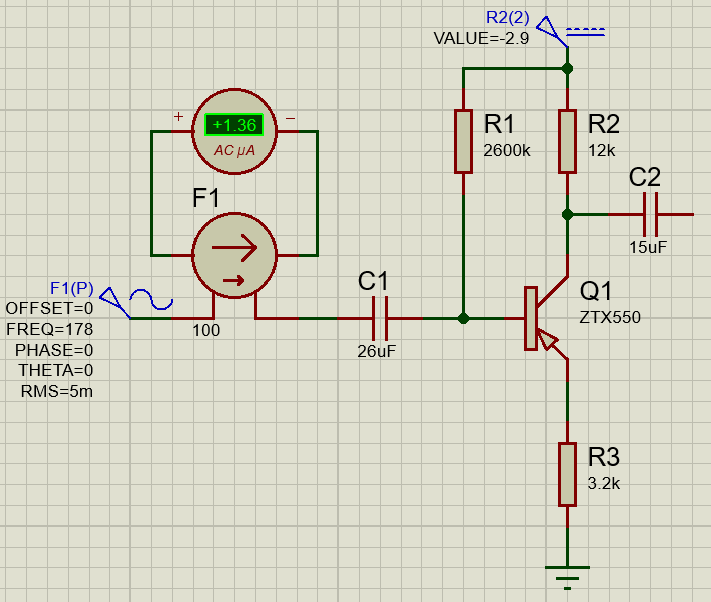 R2(2)
VALUE=-2.9
+ −
+1.36
AC µA
R1
2600k
R2
12k
C2
15uF
F1
F1(P)
OFFSET=0
FREQ=178
PHASE=0
THETA=0
RMS=5m
100
C1
26uF
Q1
ZTX550
R3
3.2k